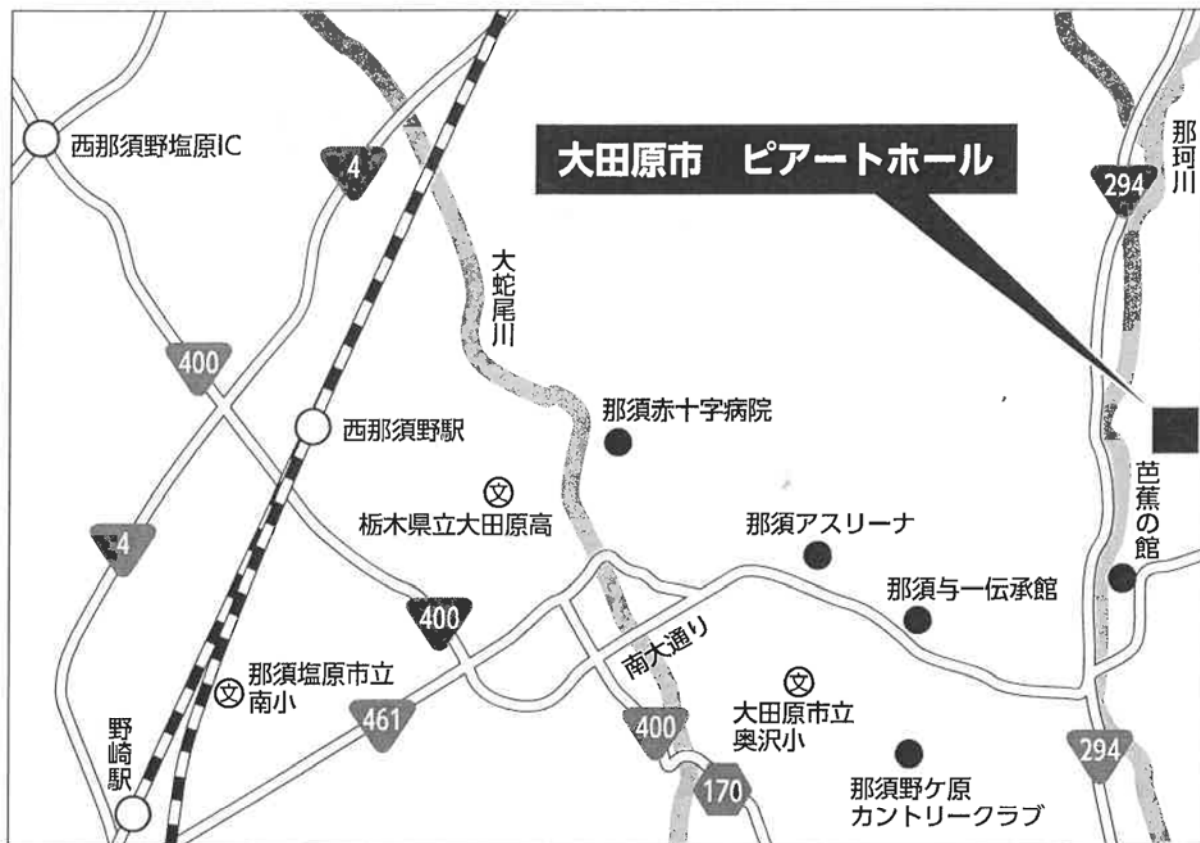 西那須野塩原IC
4
大田原市　ピアートホール
294
那珂川
大蛇尾川
400
那須赤十字病院
西那須野駅
栃木県立大田原高
文
那須アスリーナ
芭蕉の館
4
那須与一伝承館
400
南大通り
那須塩原市立
南小
文
461
文
大田原市立
奥沢小
400
294
野崎駅
170
那須野ケ原
カントリークラブ